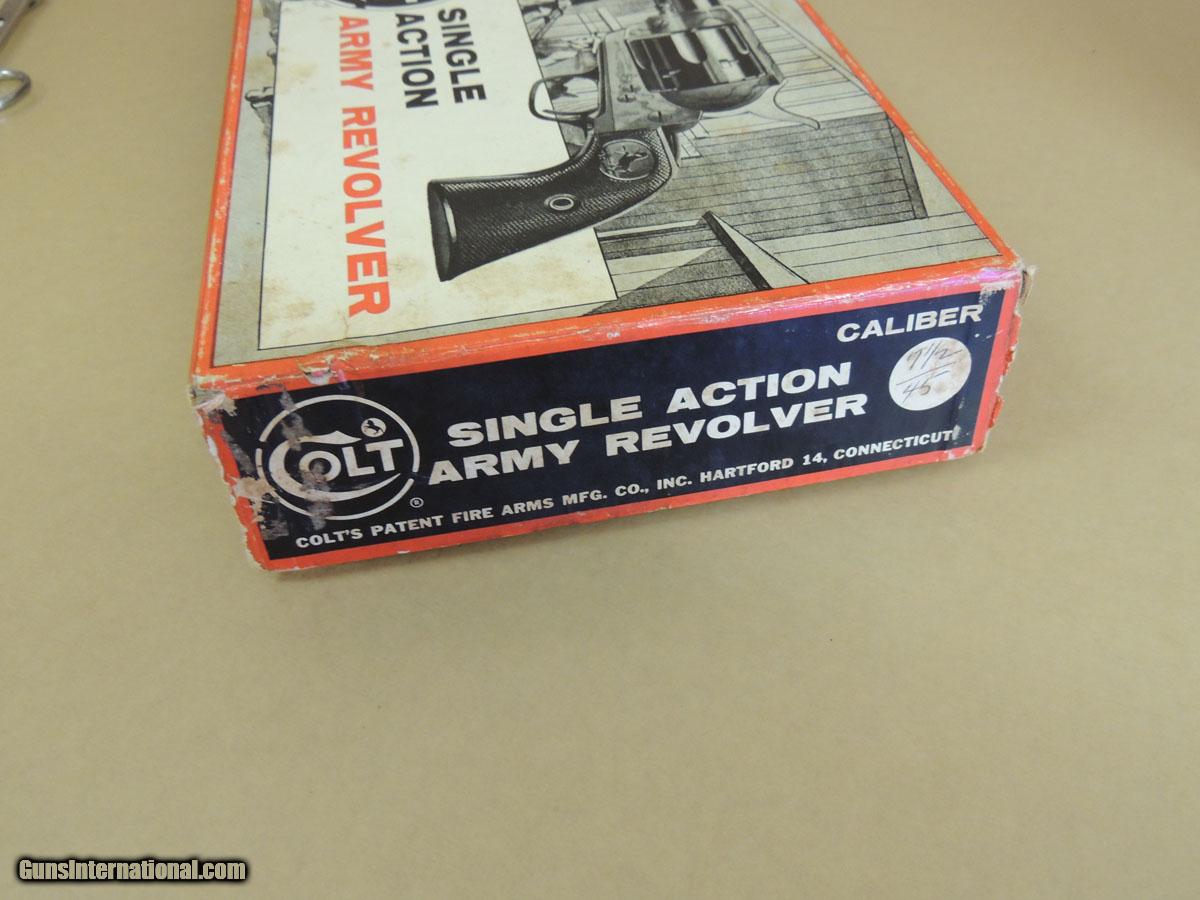 SINGLE
ACTION
ARMY REVOLVER
CALIBER
7 1/2
45
COLT
®
SINGLE ACTION
ARMY REVOLVER
COLT'S PATENT FIRE ARMS MFG. CO., INC. HARTFORD 14, CONNECTICUT
GunsInternational.com